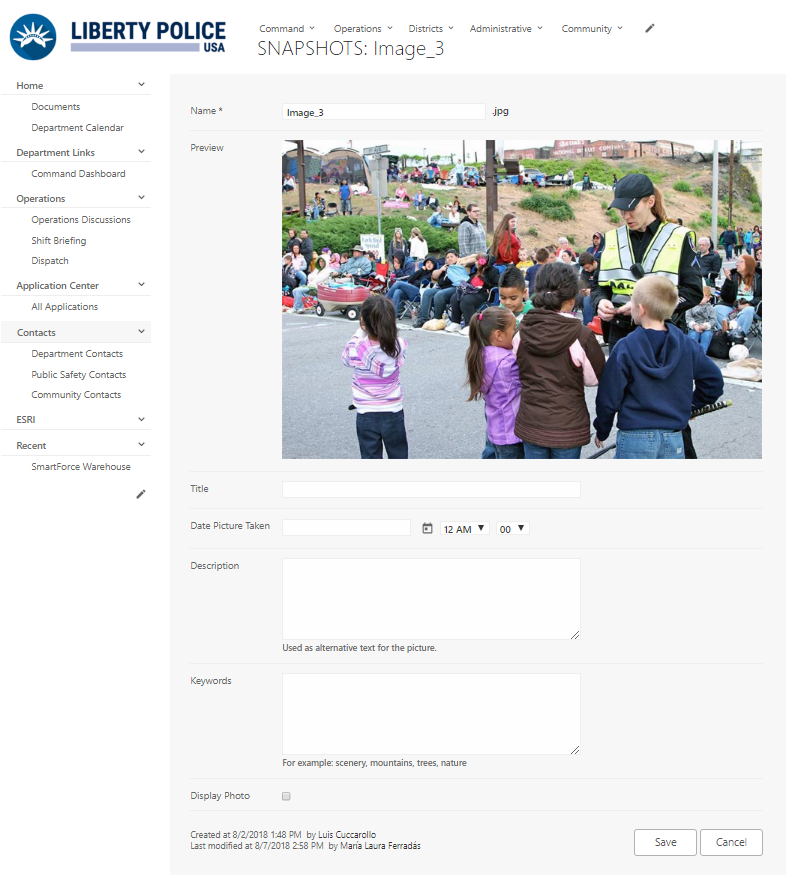 LIBERTY POLICE
USA
Command Operations Districts Administrative Community
SNAPSHOTS: Image_3
Home
Documents
Department Calendar
Department Links
Command Dashboard
Operations
Operations Discussions
Shift Briefing
Dispatch
Application Center
All Applications
Contacts
Department Contacts
Public Safety Contacts
Community Contacts
ESRI
Recent
SmartForce Warehouse
Name *
Image_3 .jpg
Preview
Title
Date Picture Taken
12 AM 00
Description
Used as alternative text for the picture.
Keywords
For example: scenery, mountains, trees, nature
Display Photo
Created at 8/2/2018 1:48 PM by Luis Cuccarollo
Last modified at 8/7/2018 2:58 PM by María Laura Ferradás
Save Cancel